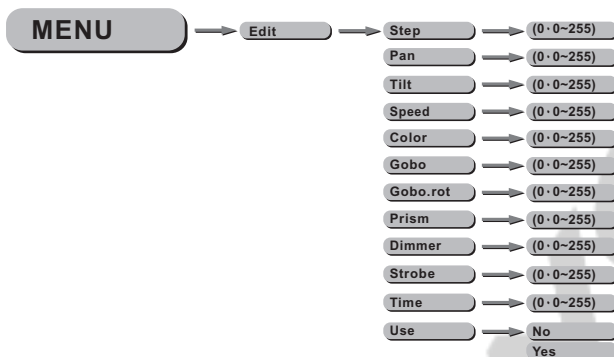 MENU Edit Step (0·0~255)
Pan (0·0~255)
Tilt (0·0~255)
Speed (0·0~255)
Color (0·0~255)
Gobo (0·0~255)
Gobo.rot (0·0~255)
Prism (0·0~255)
Dimmer (0·0~255)
Strobe (0·0~255)
Time (0·0~255)
Use No
Yes